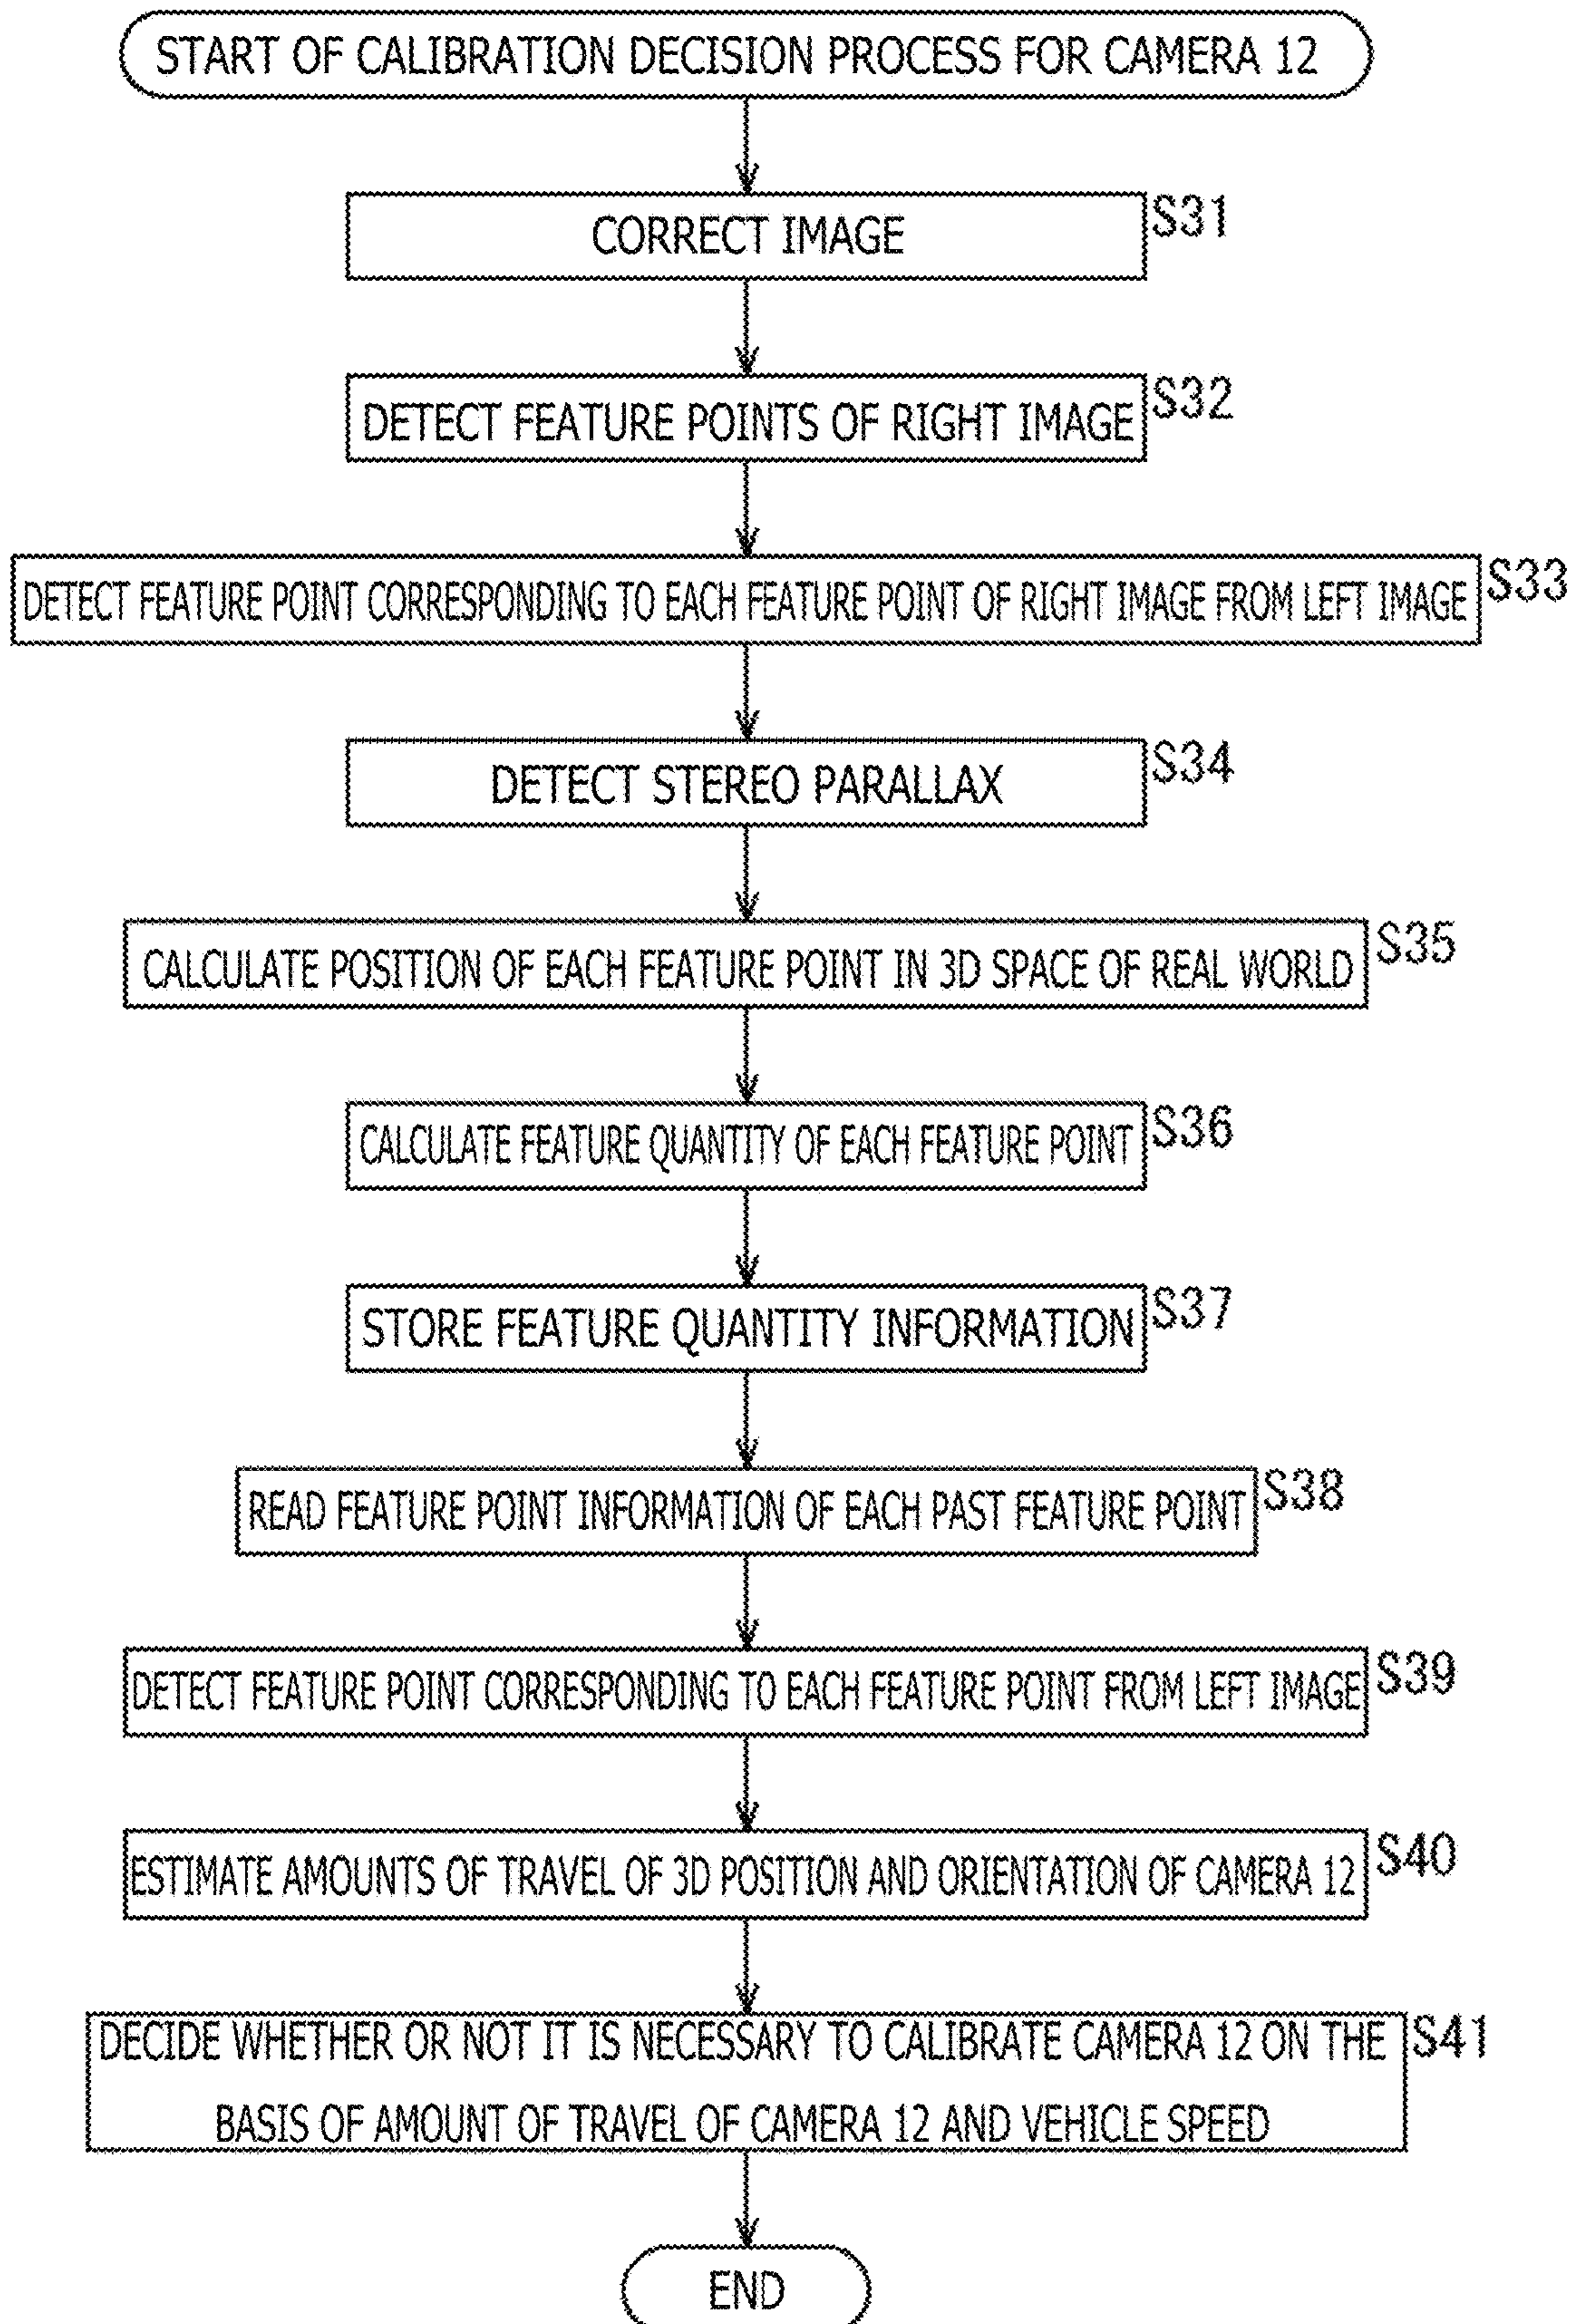 START OF CALIBRATION DECISION PROCESS FOR CAMERA 12
CORRECT IMAGE
S31
DETECT FEATURE POINTS OF RIGHT IMAGE
S32
DETECT FEATURE POINT CORRESPONDING TO EACH FEATURE POINT OF RIGHT IMAGE FROM LEFT IMAGE
S33
DETECT STEREO PARALLAX
S34
CALCULATE POSITION OF EACH FEATURE POINT IN 3D SPACE OF REAL WORLD
S35
CALCULATE FEATURE QUANTITY OF EACH FEATURE POINT
S36
STORE FEATURE QUANTITY INFORMATION
S37
READ FEATURE POINT INFORMATION OF EACH PAST FEATURE POINT
S38
DETECT FEATURE POINT CORRESPONDING TO EACH FEATURE POINT FROM LEFT IMAGE
S39
ESTIMATE AMOUNTS OF TRAVEL OF 3D POSITION AND ORIENTATION OF CAMERA 12
S40
DECIDE WHETHER OR NOT IT IS NECESSARY TO CALIBRATE CAMERA 12 ON THE
S41
BASIS OF AMOUNT OF TRAVEL OF CAMERA 12 AND VEHICLE SPEED
END